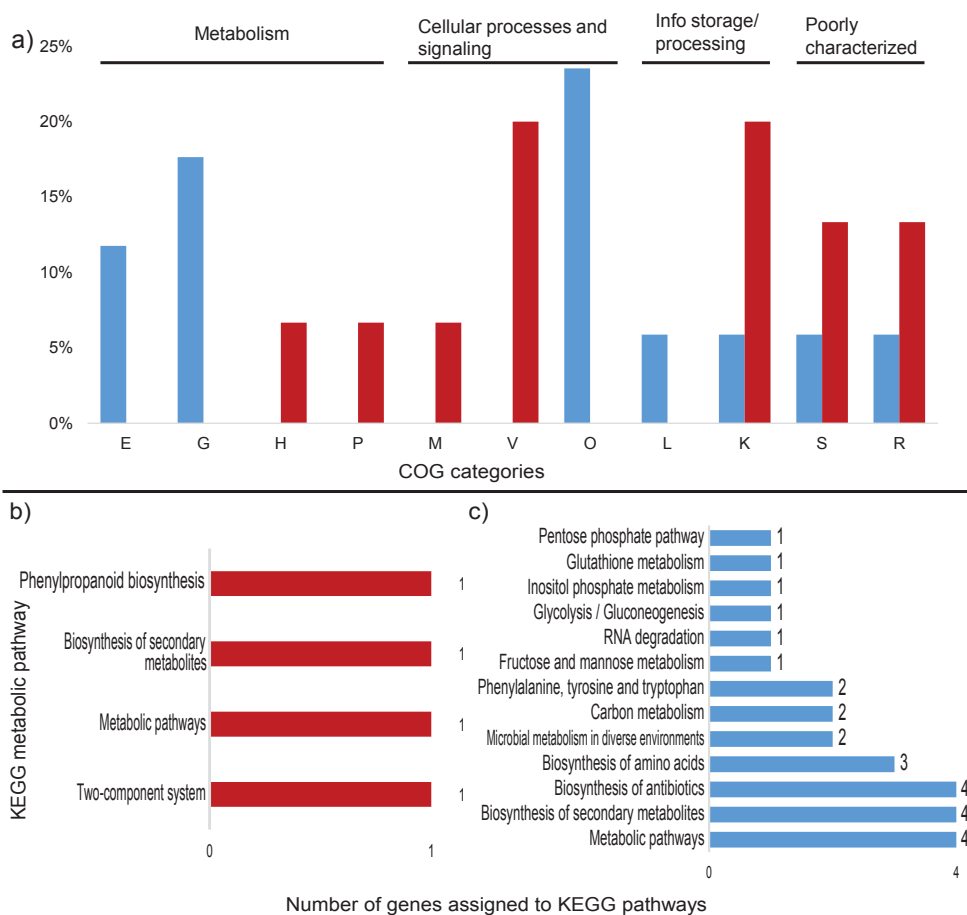 a)
Metabolism
Cellular processes and
signaling
Info storage/
processing
Poorly
characterized
25%
20%
15%
10%
5%
0%
E G H P M V O L K S R
COG categories
b)
KEGG metabolic pathway
Phenylpropanoid biosynthesis 1
Biosynthesis of secondary
metabolites 1
Metabolic pathways 1
Two-component system 1
0 1
c)
Pentose phosphate pathway 1
Glutathione metabolism 1
Inositol phosphate metabolism 1
Glycolysis / Gluconeogenesis 1
RNA degradation 1
Fructose and mannose metabolism 1
Phenylalanine, tyrosine and tryptophan 2
Carbon metabolism 2
Microbial metabolism in diverse environments 2
Biosynthesis of amino acids 3
Biosynthesis of antibiotics 4
Biosynthesis of secondary metabolites 4
Metabolic pathways 4
0 4
Number of genes assigned to KEGG pathways